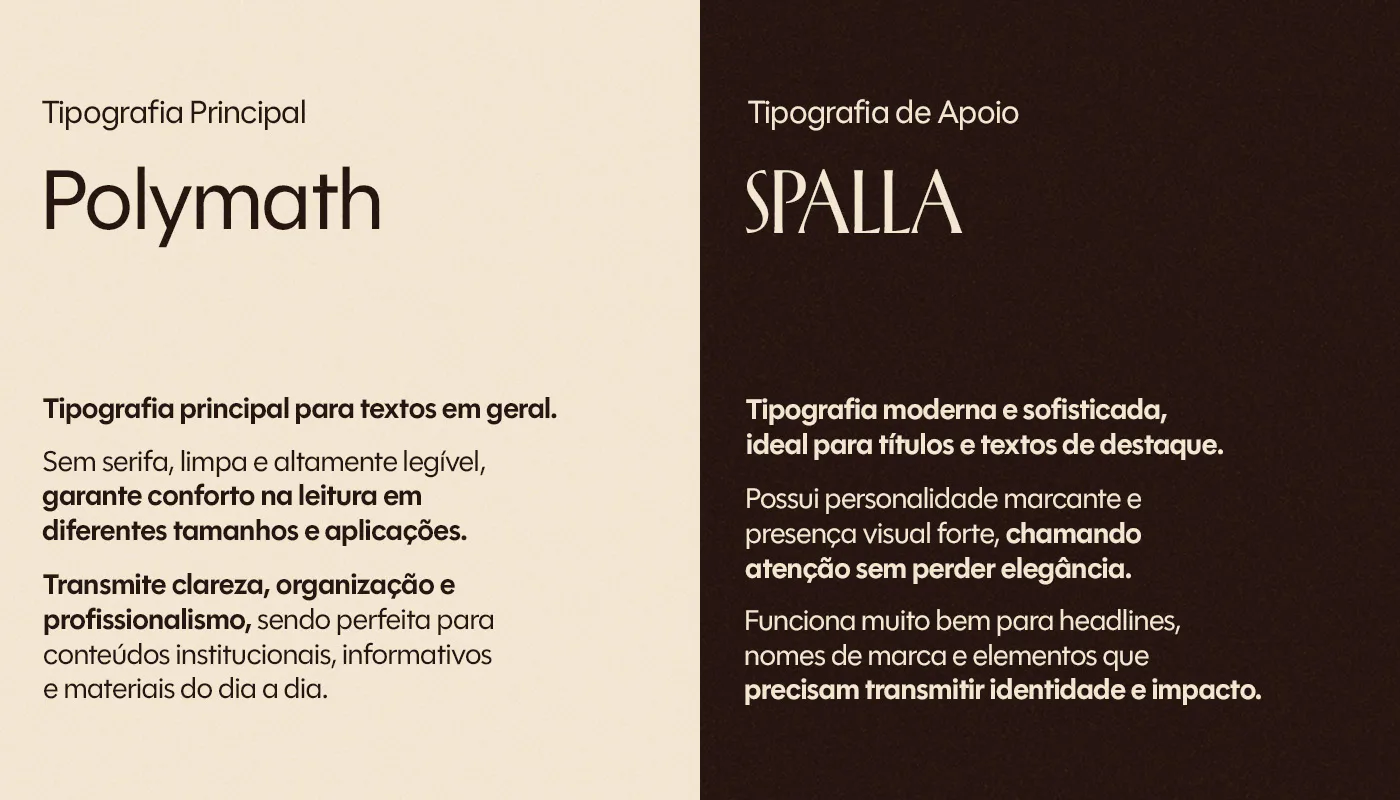 Tipografia Principal
Polymath
Tipografia principal para textos em geral.
Sem serifa, limpa e altamente legível,
garante conforto na leitura em
diferentes tamanhos e aplicações.
Transmite clareza, organização e
profissionalismo, sendo perfeita para
conteúdos institucionais, informativos
e materiais do dia a dia.
Tipografia de Apoio
SPALLA
Tipografia moderna e sofisticada,
ideal para títulos e textos de destaque.
Possui personalidade marcante e
presença visual forte, chamando
atenção sem perder elegância.
Funciona muito bem para headlines,
nomes de marca e elementos que
precisam transmitir identidade e impacto.